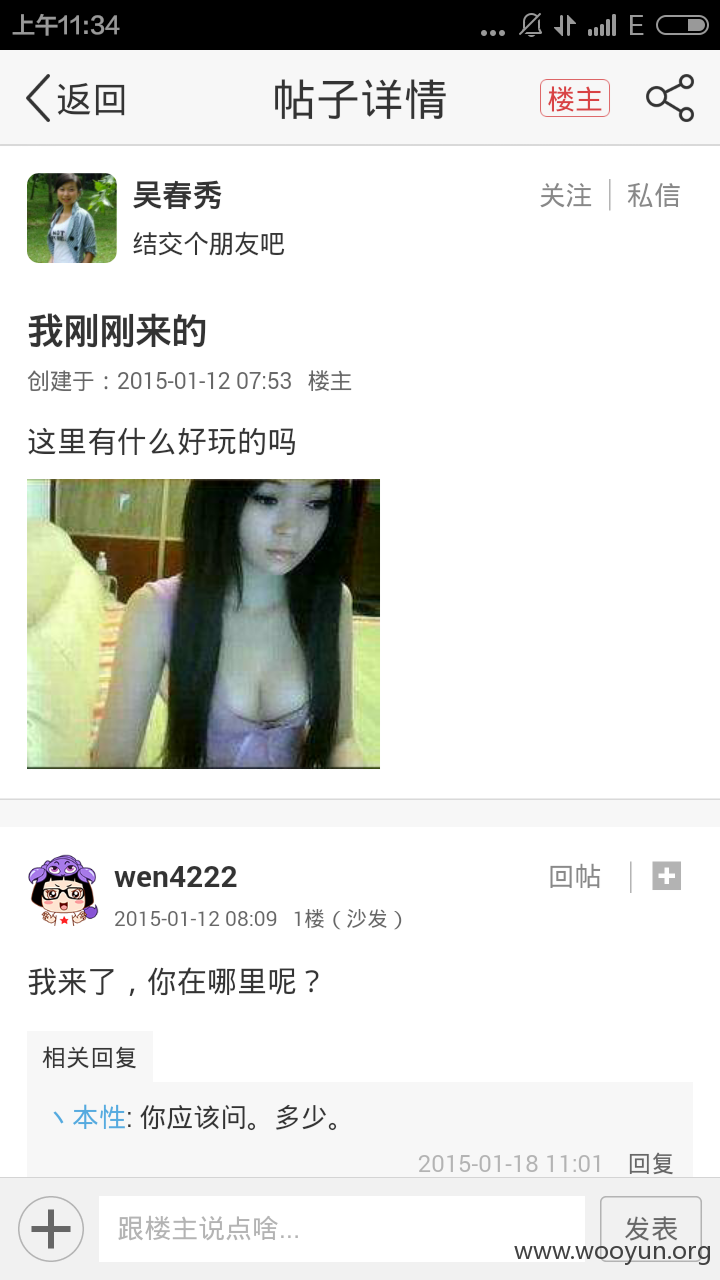 上午11:34
... E
返回
帖子详情
楼主
吴春秀
关注 | 私信
结交个朋友吧
我刚刚来的
创建于：2015-01-12 07:53 楼主
这里有什么好玩的吗
wen4222
回帖
2015-01-12 08:09 1楼（沙发）
我来了，你在哪里呢？
相关回复
丶本性: 你应该问。多少。
2015-01-18 11:01 回复
跟楼主说点啥...
发表
www.wooyun.org